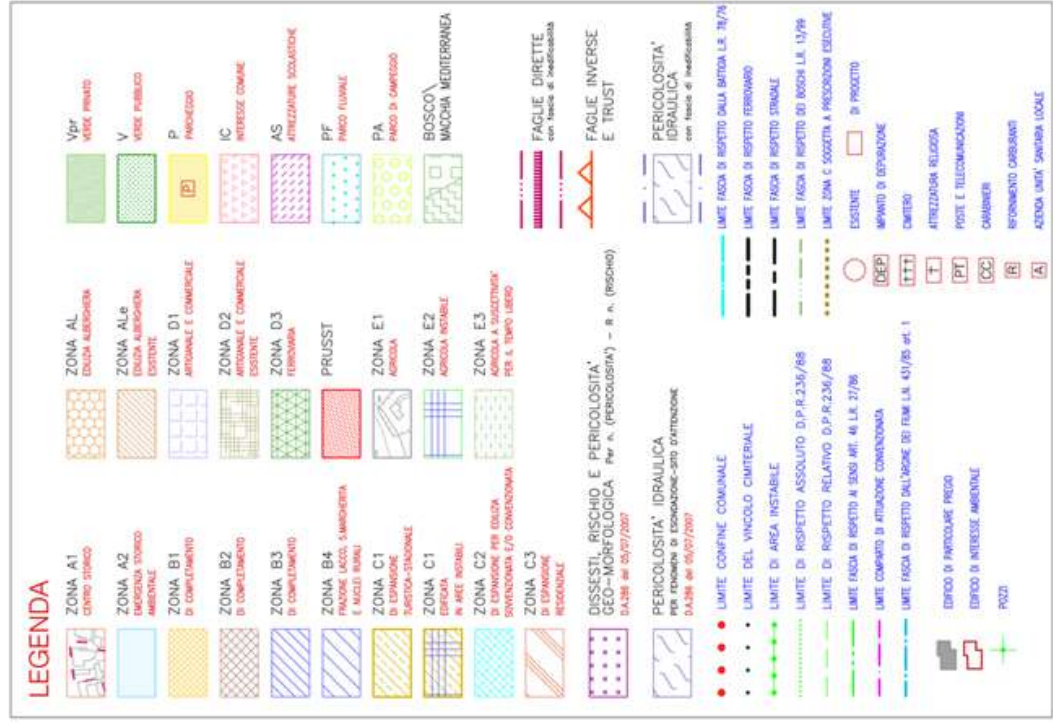 LEGENDA
ZONA A1
CENTRO STORICO
ZONA A2
EMERGENZA STORICO
AMBIENTALE
ZONA B1
DI COMPLETAMENTO
ZONA B2
DI COMPLETAMENTO
ZONA B3
DI COMPLETAMENTO
ZONA B4
FRAZIONE LACCO, S.MARGHERITA
E NUCLEI RURALI
ZONA C1
DI ESPANSIONE
TURISTICA-STAGIONALE
ZONA C1
EDIFICATA
IN AREE INSTABILI
ZONA C2
DI ESPANSIONE PER EDILIZIA
SOVVENZIONATA E/O CONVENZIONATA
ZONA C3
DI ESPANSIONE
RESIDENZIALE
ZONA AL
EDILIZIA ALBERGHIERA
ZONA ALe
EDILIZIA ALBERGHIERA
ESISTENTE
ZONA D1
ARTIGIANALE E COMMERCIALE
ZONA D2
ARTIGIANALE E COMMERCIALE
ESISTENTE
ZONA D3
FERROVIARIA
PRUSST
ZONA E1
AGRICOLA
ZONA E2
AGRICOLA INSTABILE
ZONA E3
AGRICOLA A SUSCETTIVITA'
PER IL TEMPO LIBERO
Vpr
VERDE PRIVATO
V
VERDE PUBBLICO
P
P
PARCHEGGIO
IC
INTERESSE COMUNE
AS
ATTREZZATURE SCOLASTICHE
PF
PARCO FLUVIALE
PA
PARCO DI CAMPEGGIO
BOSCO\
MACCHIA MEDITERRANEA
DISSESTI, RISCHIO E PERICOLOSITA'
GEO-MORFOLOGICA Per n. (PERICOLOSITA') - R n. (RISCHIO)
D.A.286 del 05/07/2007
PERICOLOSITA' IDRAULICA
PER FENOMENI DI ESONDAZIONE-SITO D'ATTENZIONE
D.A.286 del 05/07/2007
FAGLIE DIRETTE
con fascia di inedificabilità
FAGLIE INVERSE
E TRUST
PERICOLOSITA'
IDRAULICA
con fascia di inedificabilità
LIMITE CONFINE COMUNALE
LIMITE DEL VINCOLO CIMITERIALE
LIMITE DI AREA INSTABILE
LIMITE DI RISPETTO ASSOLUTO D.P.R.236/88
LIMITE DI RISPETTO RELATIVO D.P.R.236/88
LIMITE FASCIA DI RISPETTO AI SENSI ART. 46 L.R. 27/86
LIMITE COMPARTO DI ATTUAZIONE CONVENZIONATA
LIMITE FASCIA DI RISPETTO DALL'ARGINE DEI FIUMI L.N. 431/85 art. 1
EDIFICIO DI PARTICOLARE PREGIO
EDIFICIO DI INTERESSE AMBIENTALE
POZZI
LIMITE FASCIA DI RISPETTO DALLA BATTIGIA L.R. 78/76
LIMITE FASCIA DI RISPETTO FERROVIARIO
LIMITE FASCIA DI RISPETTO STRADALE
LIMITE FASCIA DI RISPETTO DEI BOSCHI L.R. 13/99
LIMITE ZONA C SOGGETTA A PRESCRIZIONI ESECUTIVE
ESISTENTE DI PROGETTO
DEP IMPIANTO DI DEPURAZIONE
††† CIMITERO
† ATTREZZATURA RELIGIOSA
PT POSTE E TELECOMUNICAZIONI
CC CARABINIERI
R RIFORNIMENTO CARBURANTI
A AZIENDA UNITA' SANITARIA LOCALE